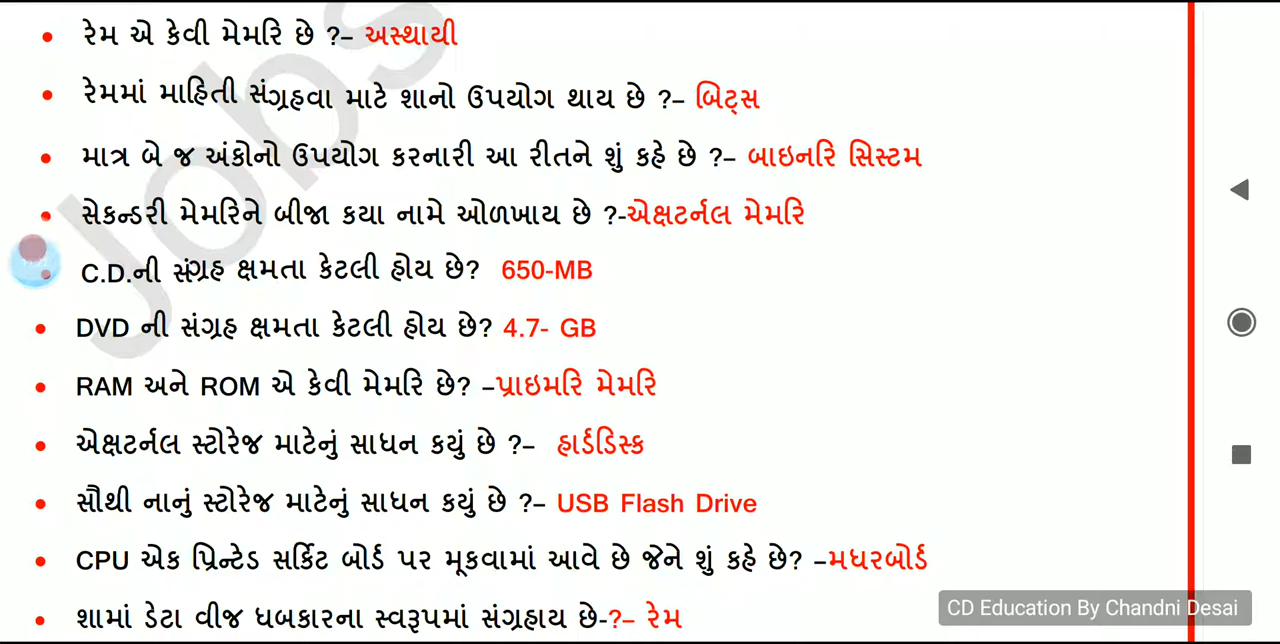 રેમ એ કેવી મેમરિ છે ?– અસ્થાયી
રેમમાં માહિતી સંગ્રહવા માટે શાનો ઉપયોગ થાય છે ?– બિટ્સ
માત્ર બે જ અંકોનો ઉપયોગ કરનારી આ રીતને શું કહે છે ?– બાઇનરિ સિસ્ટમ
સેકન્ડરી મેમરિને બીજા કયા નામે ઓળખાય છે ?-એક્ષટર્નલ મેમરિ
C.D.ની સંગ્રહ ક્ષમતા કેટલી હોય છે? 650-MB
DVD ની સંગ્રહ ક્ષમતા કેટલી હોય છે? 4.7- GB
RAM અને ROM એ કેવી મેમરિ છે? –પ્રાઇમરિ મેમરિ
એક્ષટર્નલ સ્ટોરેજ માટેનું સાધન કયું છે ?– હાર્ડડિસ્ક
સૌથી નાનું સ્ટોરેજ માટેનું સાધન કયું છે ?– USB Flash Drive
CPU એક પ્રિન્ટેડ સર્કિટ બોર્ડ પર મૂકવામાં આવે છે જેને શું કહે છે? –મધરબોર્ડ
શામાં ડેટા વીજ ધબકારના સ્વરૂપમાં સંગ્રહાય છે-?– રેમ
CD Education By Chandni Desai
Jobs